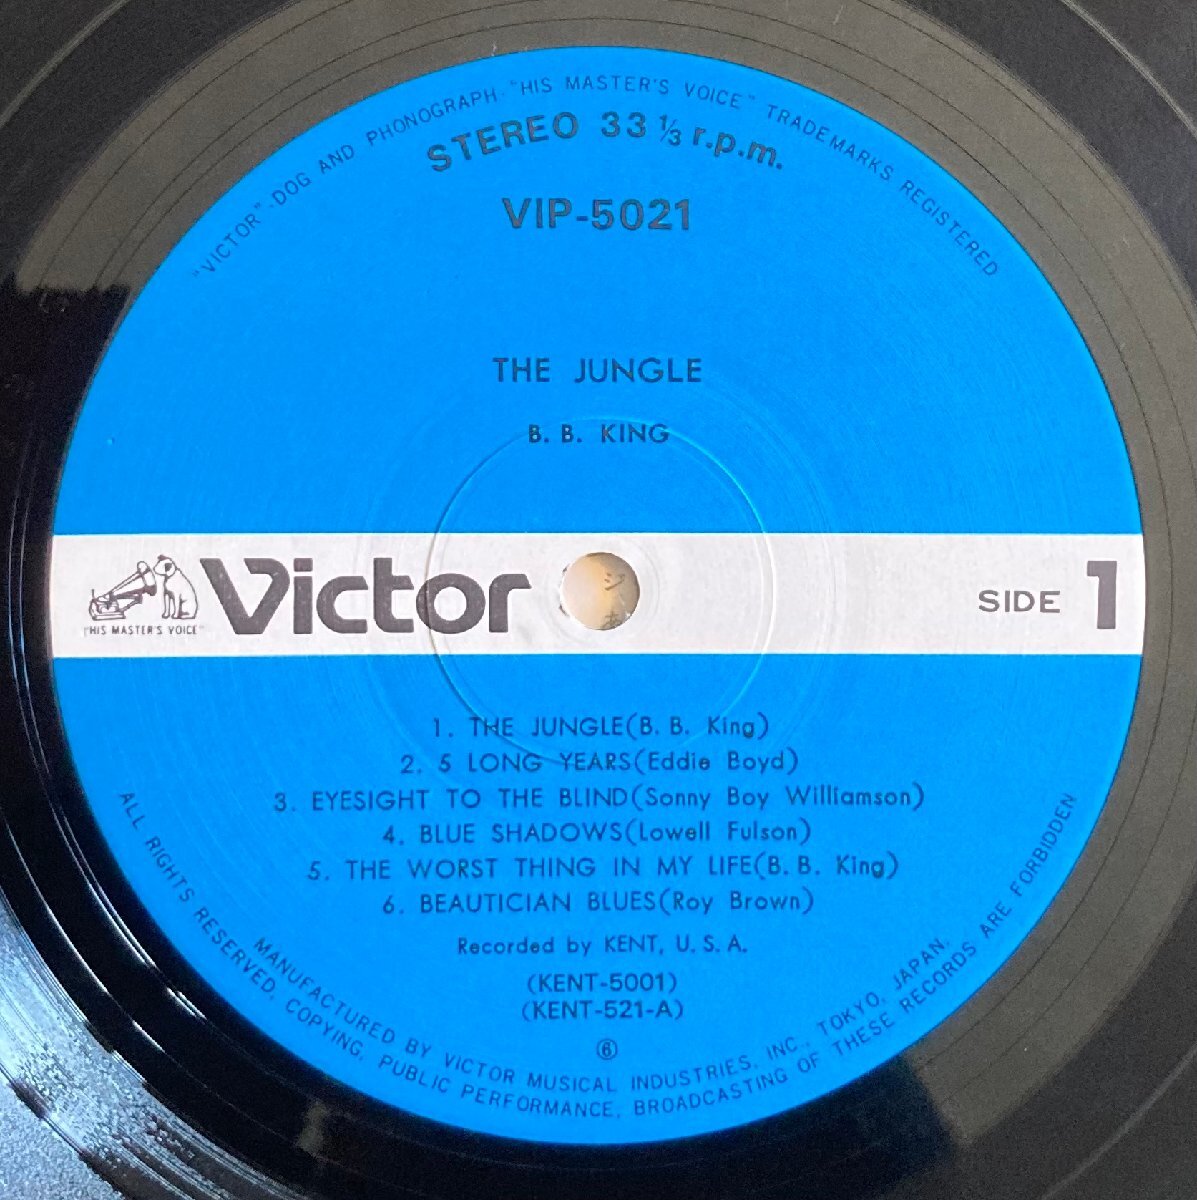 "VICTOR"-DOG AND PHONOGRAPH-"HIS MASTER'S VOICE" TRADEMARKS REGISTERED
STEREO 33 1/3 r.p.m.
VIP-5021
THE JUNGLE
B. B. KING
"HIS MASTER'S VOICE"
Victor
SIDE 1
1. THE JUNGLE(B. B. King)
2. 5 LONG YEARS(Eddie Boyd)
3. EYESIGHT TO THE BLIND(Sonny Boy Williamson)
4. BLUE SHADOWS(Lowell Fulson)
5. THE WORST THING IN MY LIFE(B. B. King)
6. BEAUTICIAN BLUES(Roy Brown)
Recorded by KENT, U. S. A.
(KENT-5001)
(KENT-521-A)
⑥
MANUFACTURED BY VICTOR MUSICAL INDUSTRIES, INC., TOKYO, JAPAN.
ALL RIGHTS RESERVED. COPYING, PUBLIC PERFORMANCE, BROADCASTING OF THESE RECORDS ARE FORBIDDEN